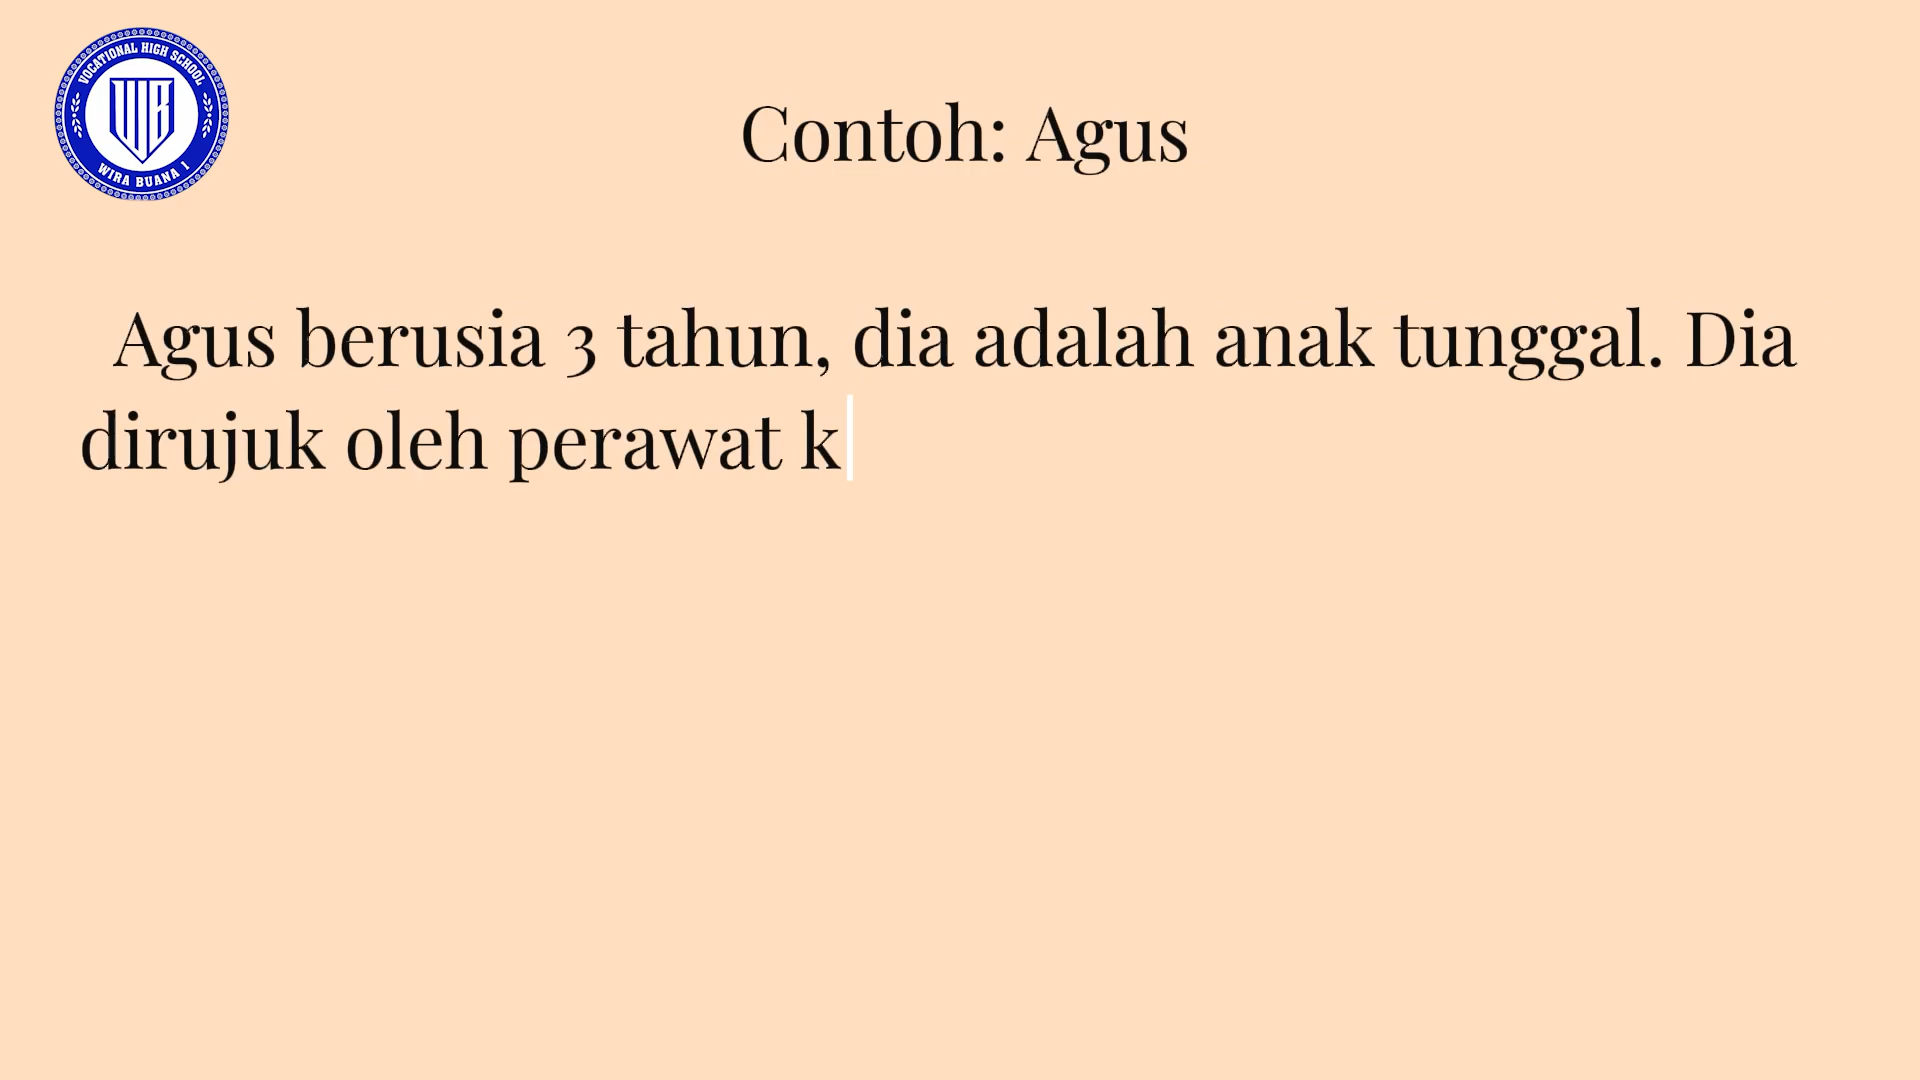 VOCATIONAL HIGH SCHOOL
WB
WIRA BUANA 1
Contoh: Agus
Agus berusia 3 tahun, dia adalah anak tunggal. Dia
dirujuk oleh perawat k